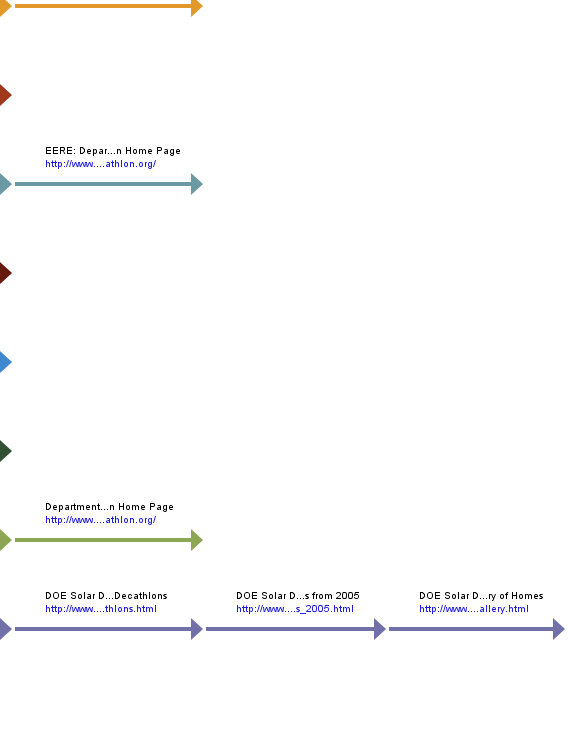 EERE: Depar...n Home Page
http://www....athlon.org/
Department...n Home Page
http://www....athlon.org/
DOE Solar D...Decathlons
http://www....thlons.html
DOE Solar D...s from 2005
http://www....s_2005.html
DOE Solar D...ry of Homes
http://www....allery.html